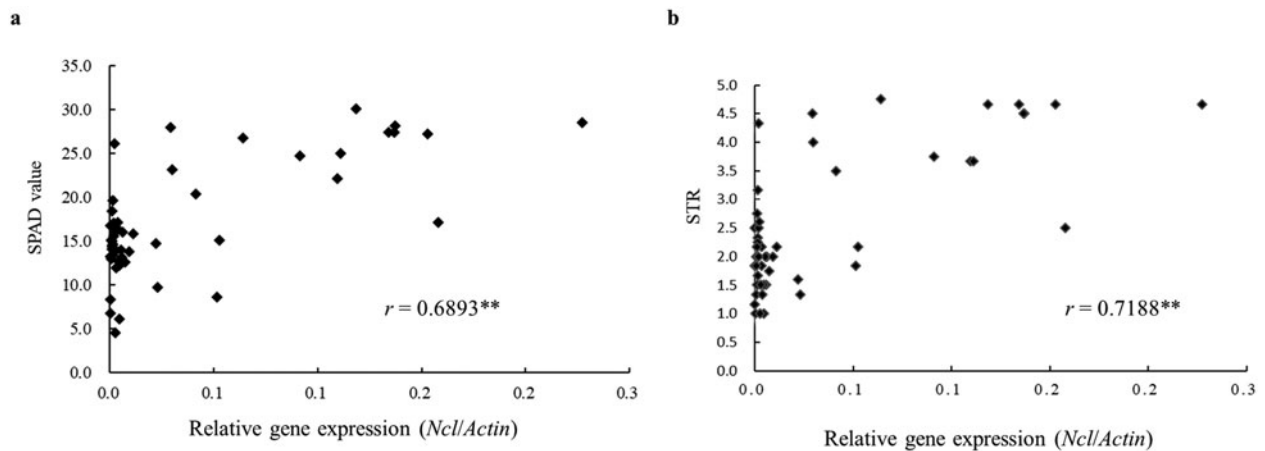 a
35.0
30.0
25.0
20.0
15.0
10.0
5.0
0.0
SPAD value
r = 0.6893**
0.0 0.1 0.1 0.2 0.2 0.3
Relative gene expression (Ncl/Actin)
b
5.0
4.5
4.0
3.5
3.0
2.5
2.0
1.5
1.0
0.5
0.0
STR
r = 0.7188**
0.0 0.1 0.1 0.2 0.2 0.3
Relative gene expression (Ncl/Actin)